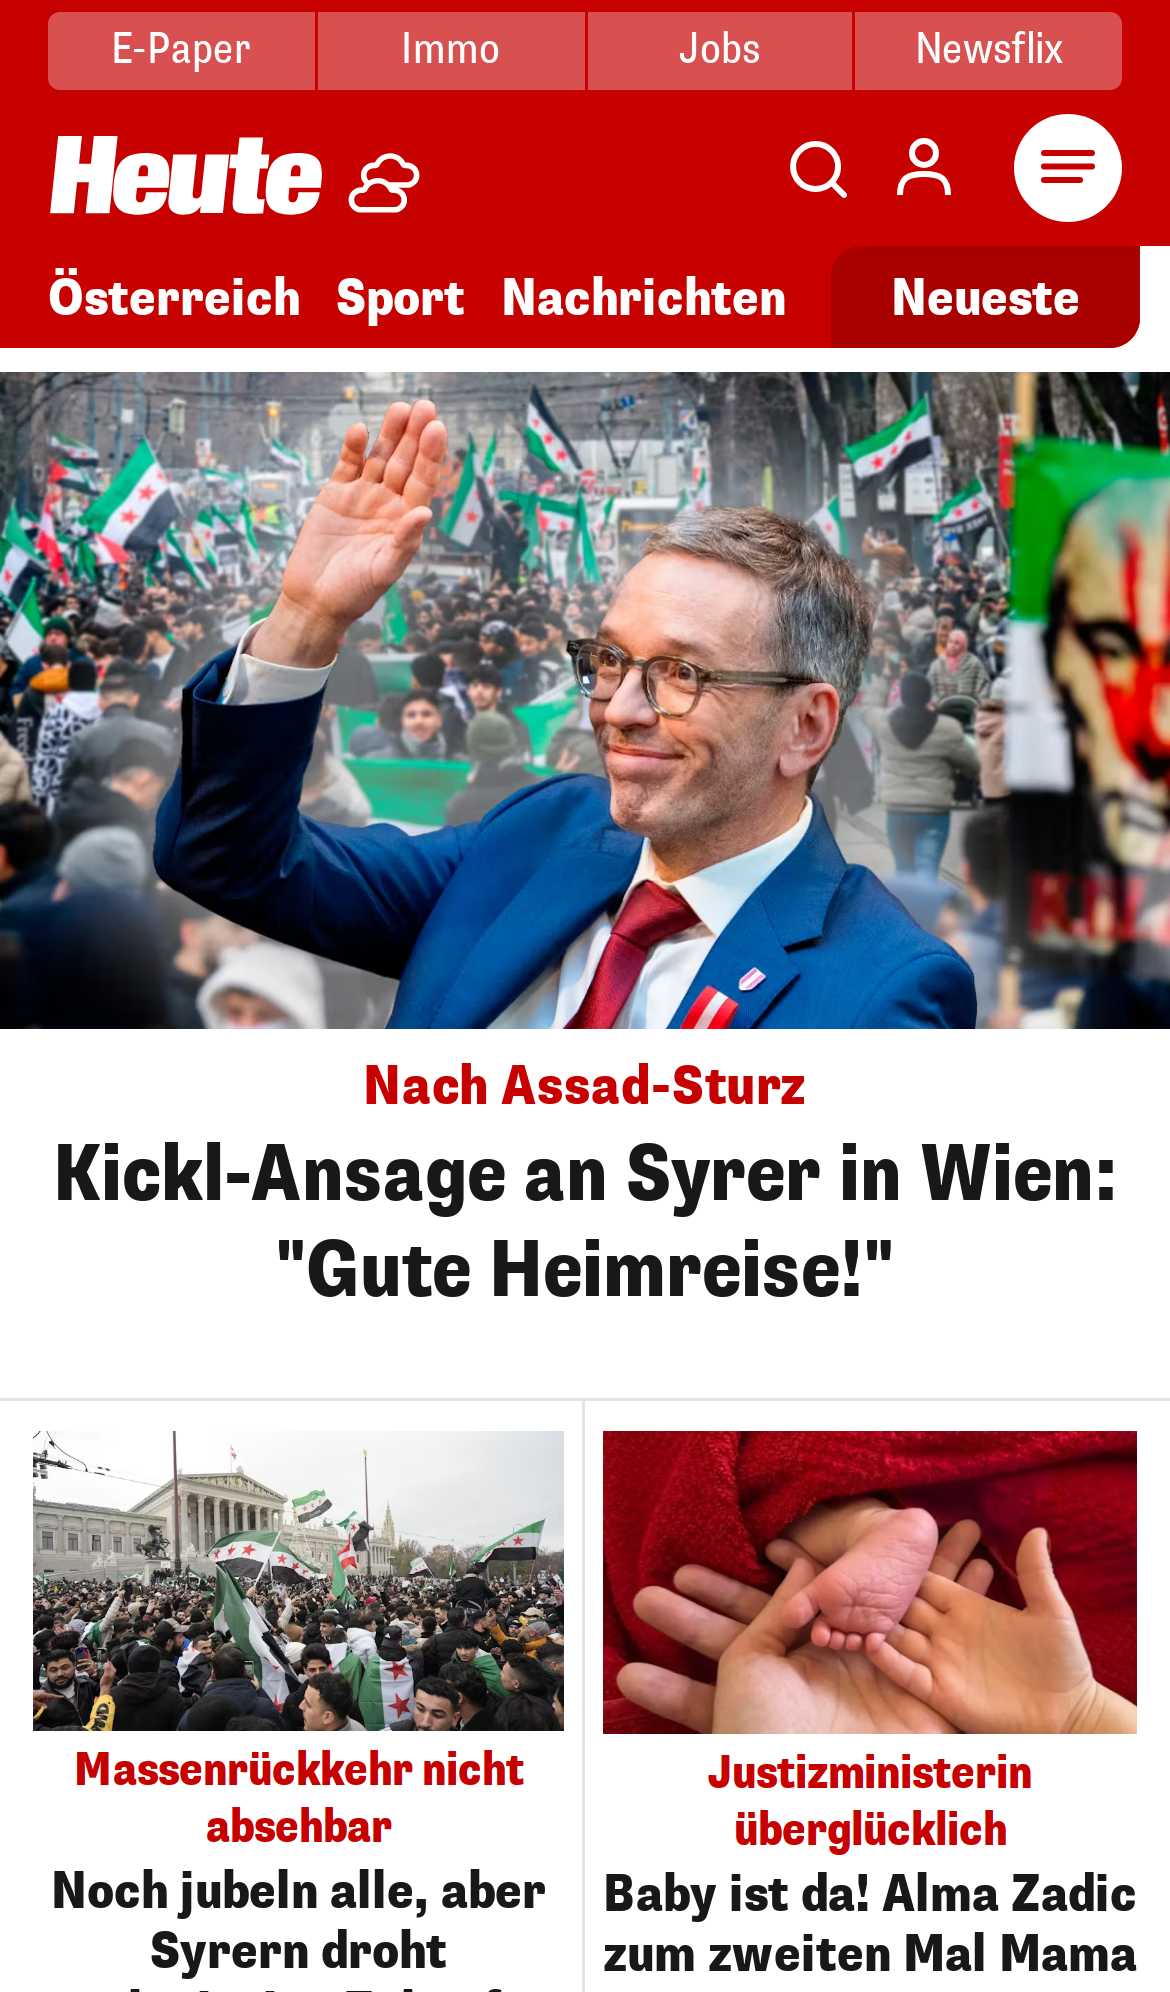 E-Paper Immo Jobs Newsflix
Heute
Österreich Sport Nachrichten Neueste
Nach Assad-Sturz
Kickl-Ansage an Syrer in Wien:
"Gute Heimreise!"
Massenrückkehr nicht
absehbar
Noch jubeln alle, aber
Syrern droht
Justizministerin
überglücklich
Baby ist da! Alma Zadic
zum zweiten Mal Mama